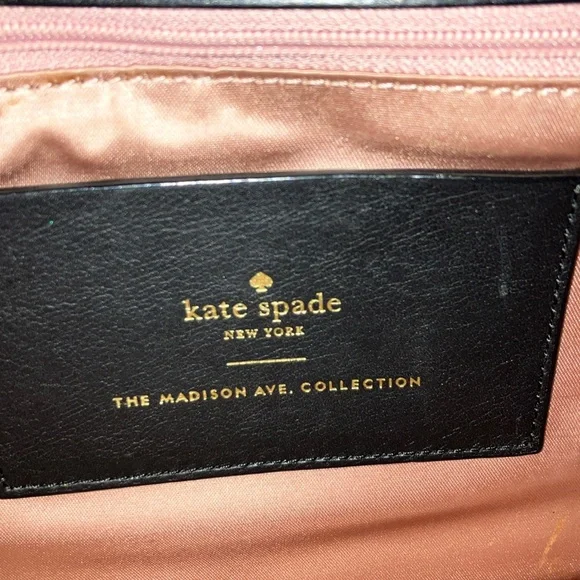 kate spade
NEW YORK
THE MADISON AVE. COLLECTION